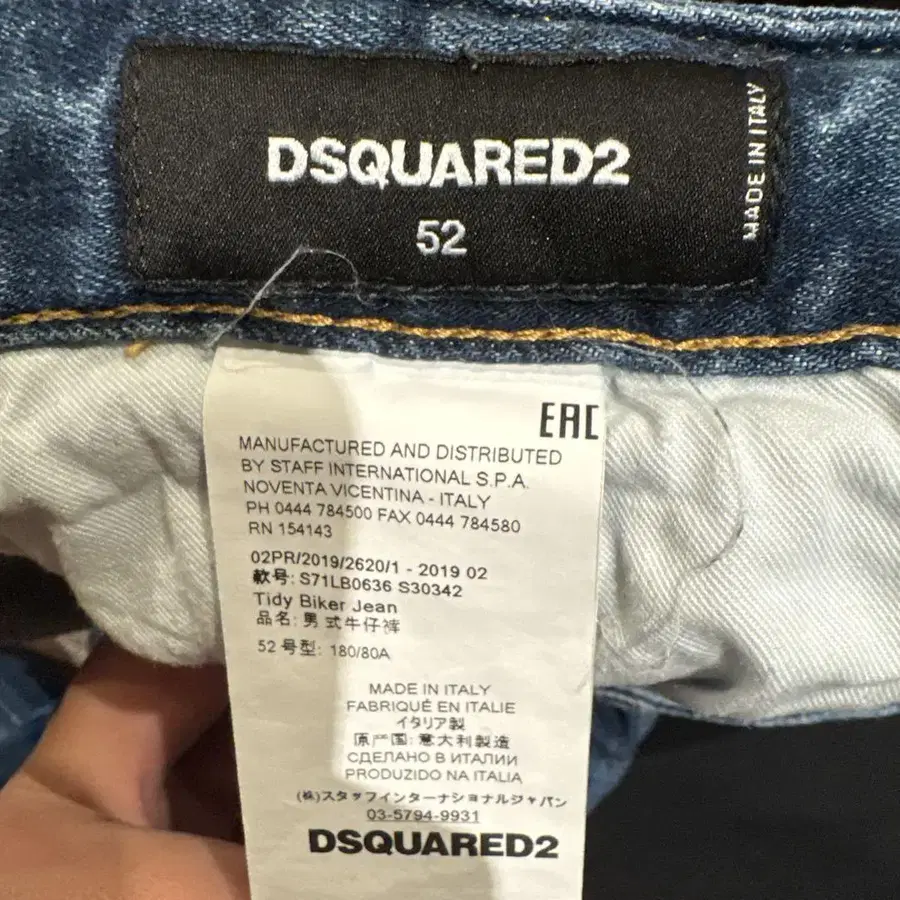 DSQUARED2
52
MADE IN ITALY
EAC
MANUFACTURED AND DISTRIBUTED
BY STAFF INTERNATIONAL S.P.A.
NOVENTA VICENTINA - ITALY
PH 0444 784500 FAX 0444 784580
RN 154143
02PR/2019/2620/1 - 2019 02
款号: S71LB0636 S30342
Tidy Biker Jean
品名: 男式牛仔裤
52 号型: 180/80A
MADE IN ITALY
FABRIQUÉ EN ITALIE
イタリア製
原产国: 意大利製造
СДЕЛАНО В ИТАЛИИ
PRODUZIDO NA ITALIA
(株)スタッフインターナショナルジャパン
03-5794-9931
DSQUARED2